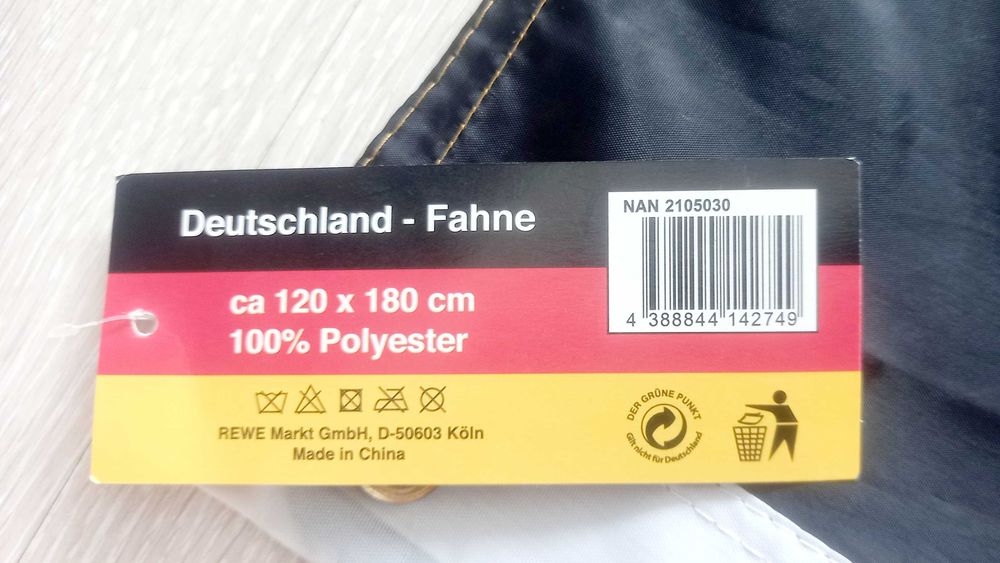 Deutschland - Fahne
ca 120 x 180 cm
100% Polyester
REWE Markt GmbH, D-50603 Köln
Made in China
NAN 2105030
4 388844 142749
DER GRÜNE PUNKT
Gilt nicht für Deutschland